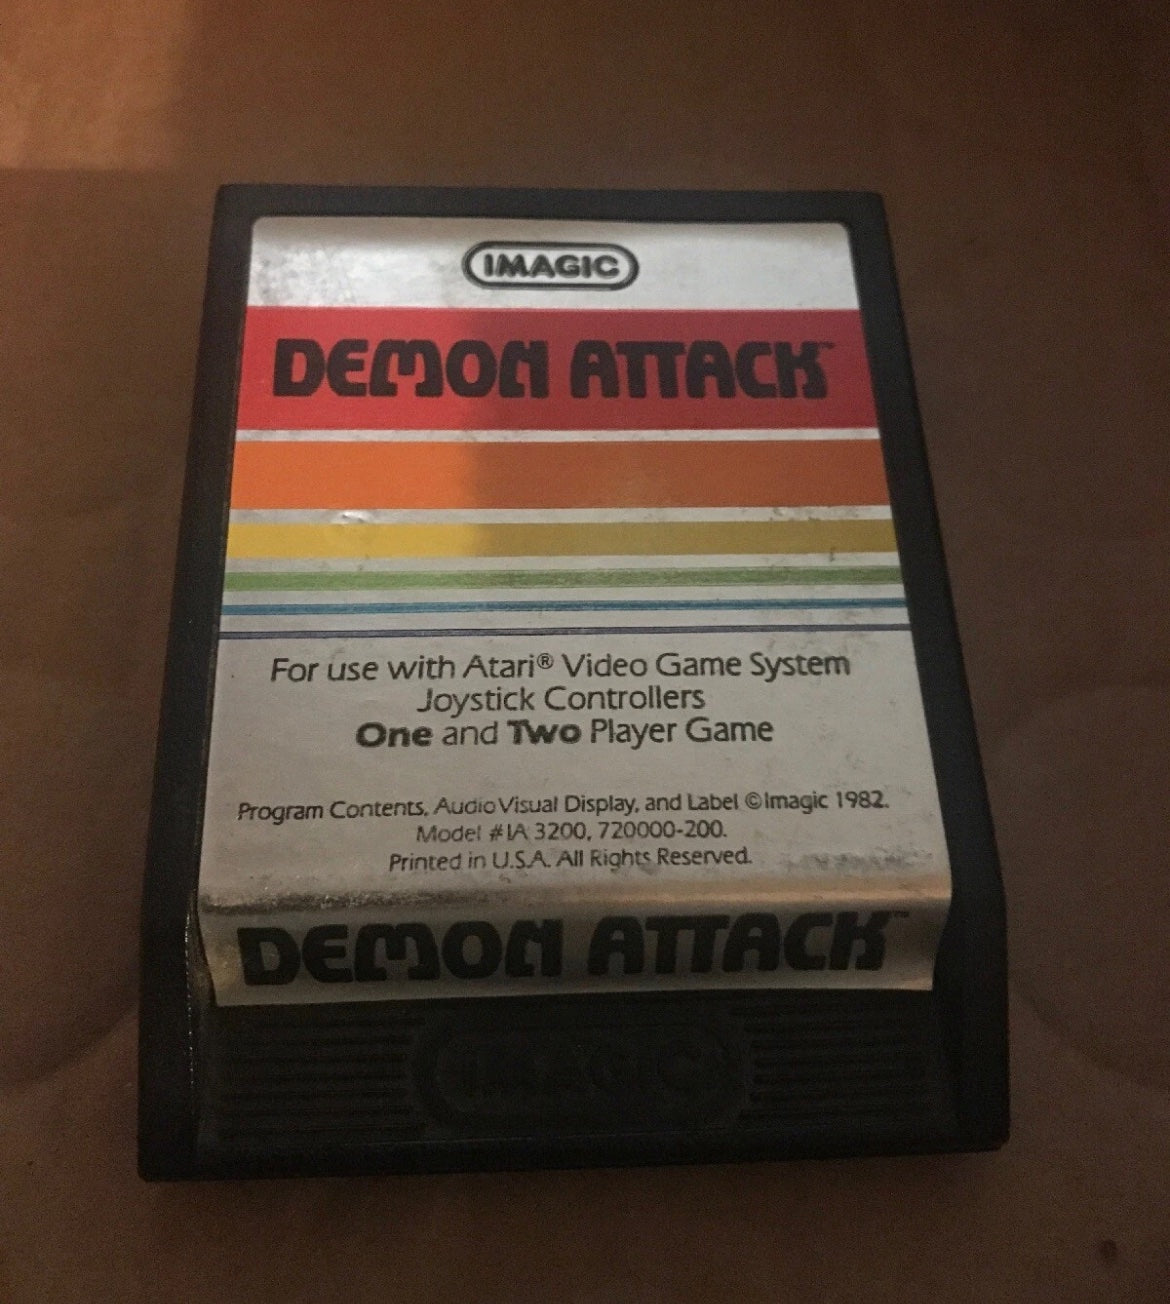 IMAGIC
DEMON ATTACK™
For use with Atari® Video Game System
Joystick Controllers
One and Two Player Game
Program Contents, Audio Visual Display, and Label ©Imagic 1982.
Model #IA 3200, 720000-200.
Printed in U.S.A. All Rights Reserved.
DEMON ATTACK™
IMAGIC